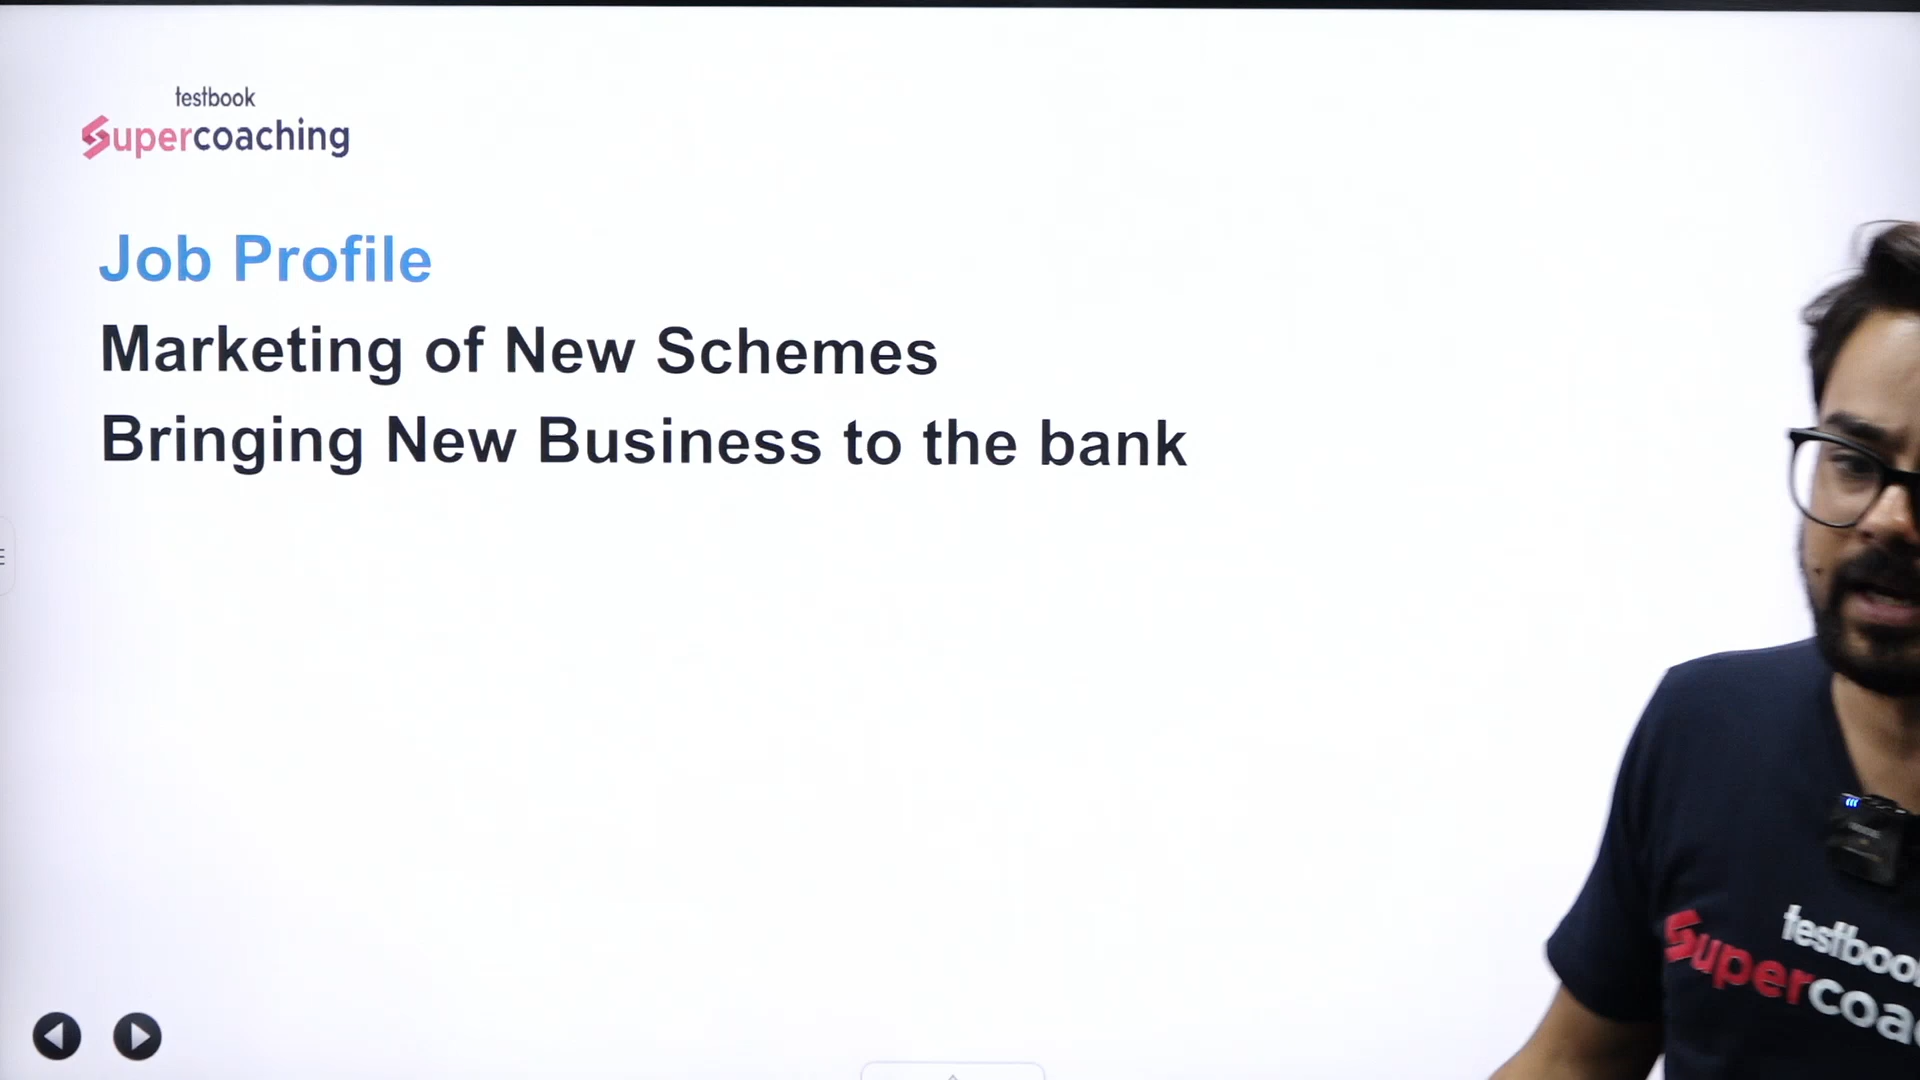 testbook
Supercoaching
Job Profile
Marketing of New Schemes
Bringing New Business to the bank
testbook
Supercoa